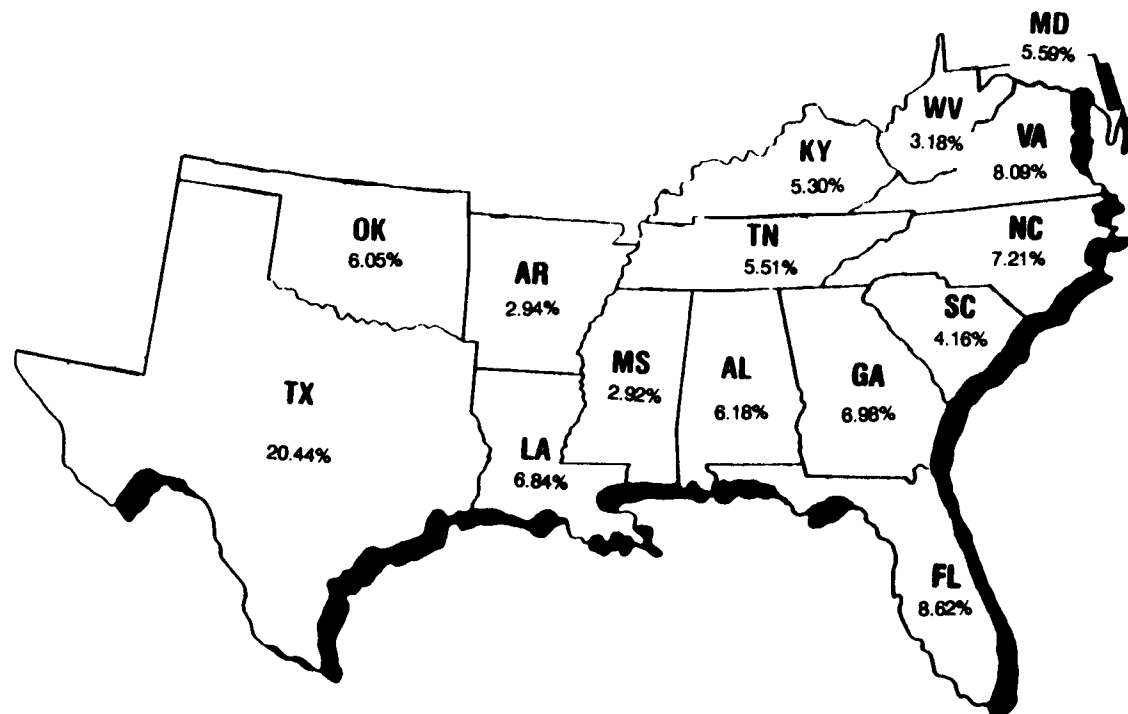 MD
5.59%
WV
3.18%
VA
8.09%
KY
5.30%
OK
6.05%
TN
5.51%
NC
7.21%
AR
2.94%
SC
4.16%
MS
2.92%
AL
6.18%
GA
6.98%
TX
20.44%
LA
6.84%
FL
8.62%